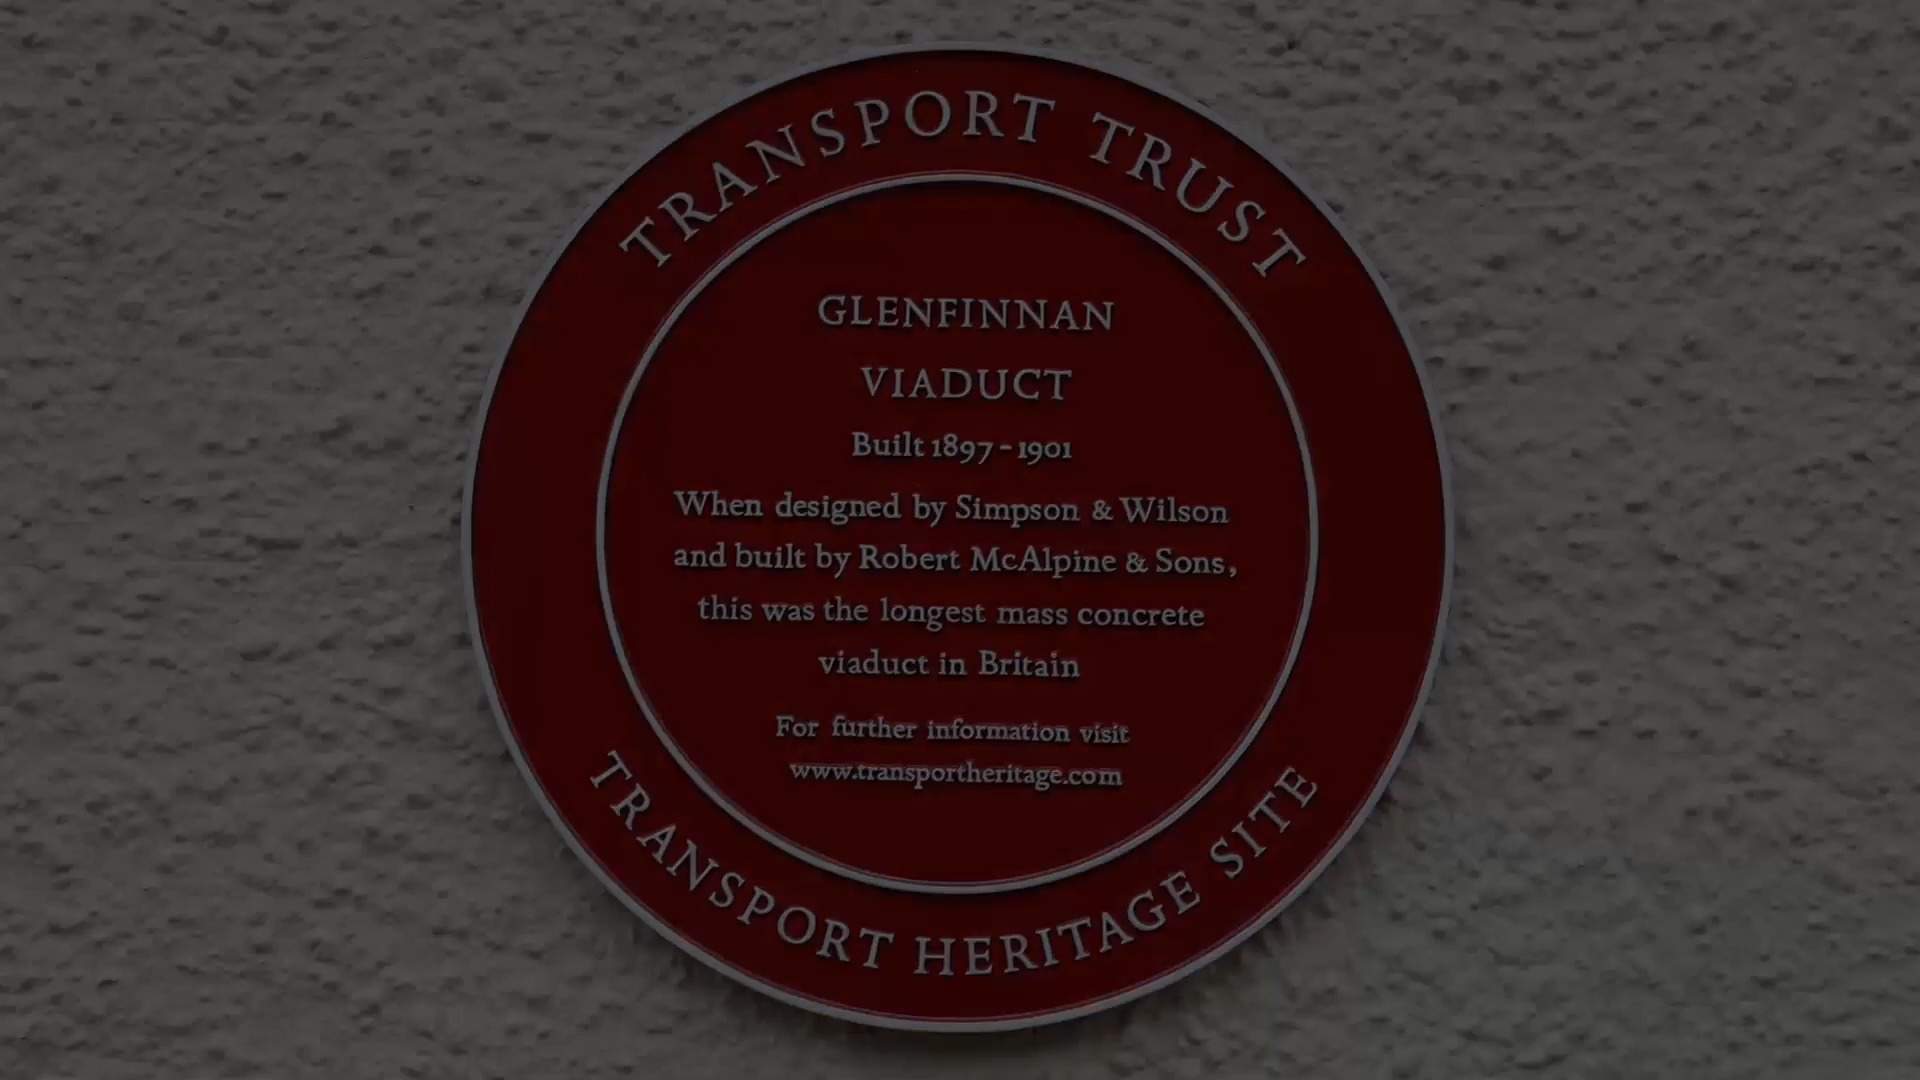 TRANSPORT TRUST
GLENFINNAN
VIADUCT
Built 1897-1901
When designed by Simpson & Wilson
and built by Robert McAlpine & Sons,
this was the longest mass concrete
viaduct in Britain
For further information visit
www.transportheritage.com
TRANSPORT HERITAGE SITE